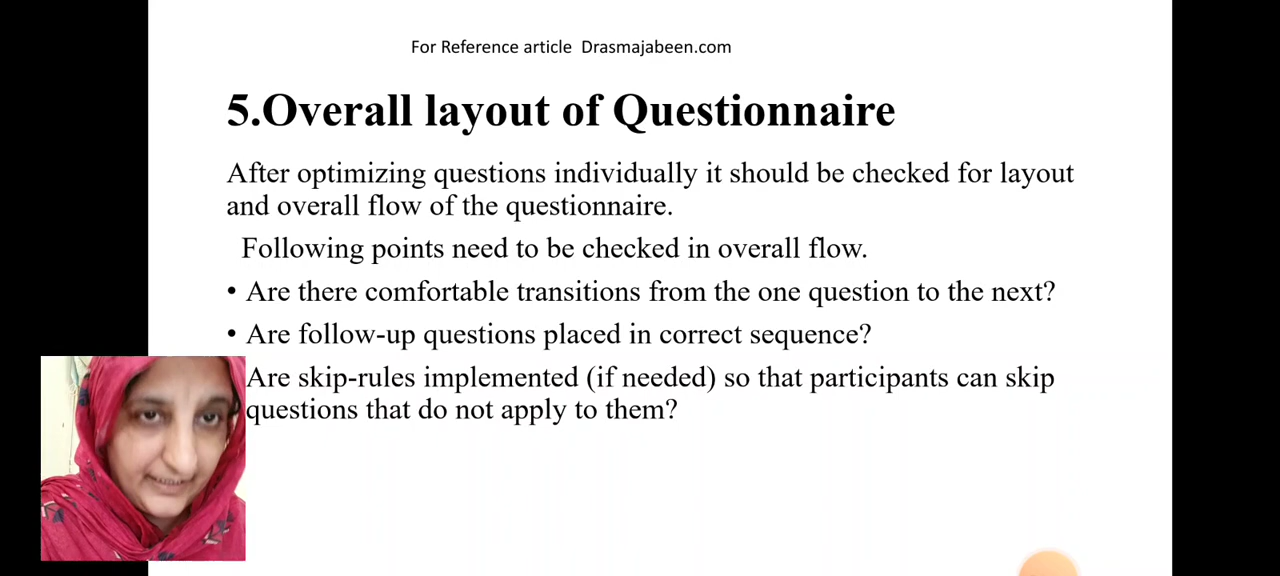 For Reference article Drasmajabeen.com
5.Overall layout of Questionnaire
After optimizing questions individually it should be checked for layout
and overall flow of the questionnaire.
Following points need to be checked in overall flow.
• Are there comfortable transitions from the one question to the next?
• Are follow-up questions placed in correct sequence?
Are skip-rules implemented (if needed) so that participants can skip
questions that do not apply to them?